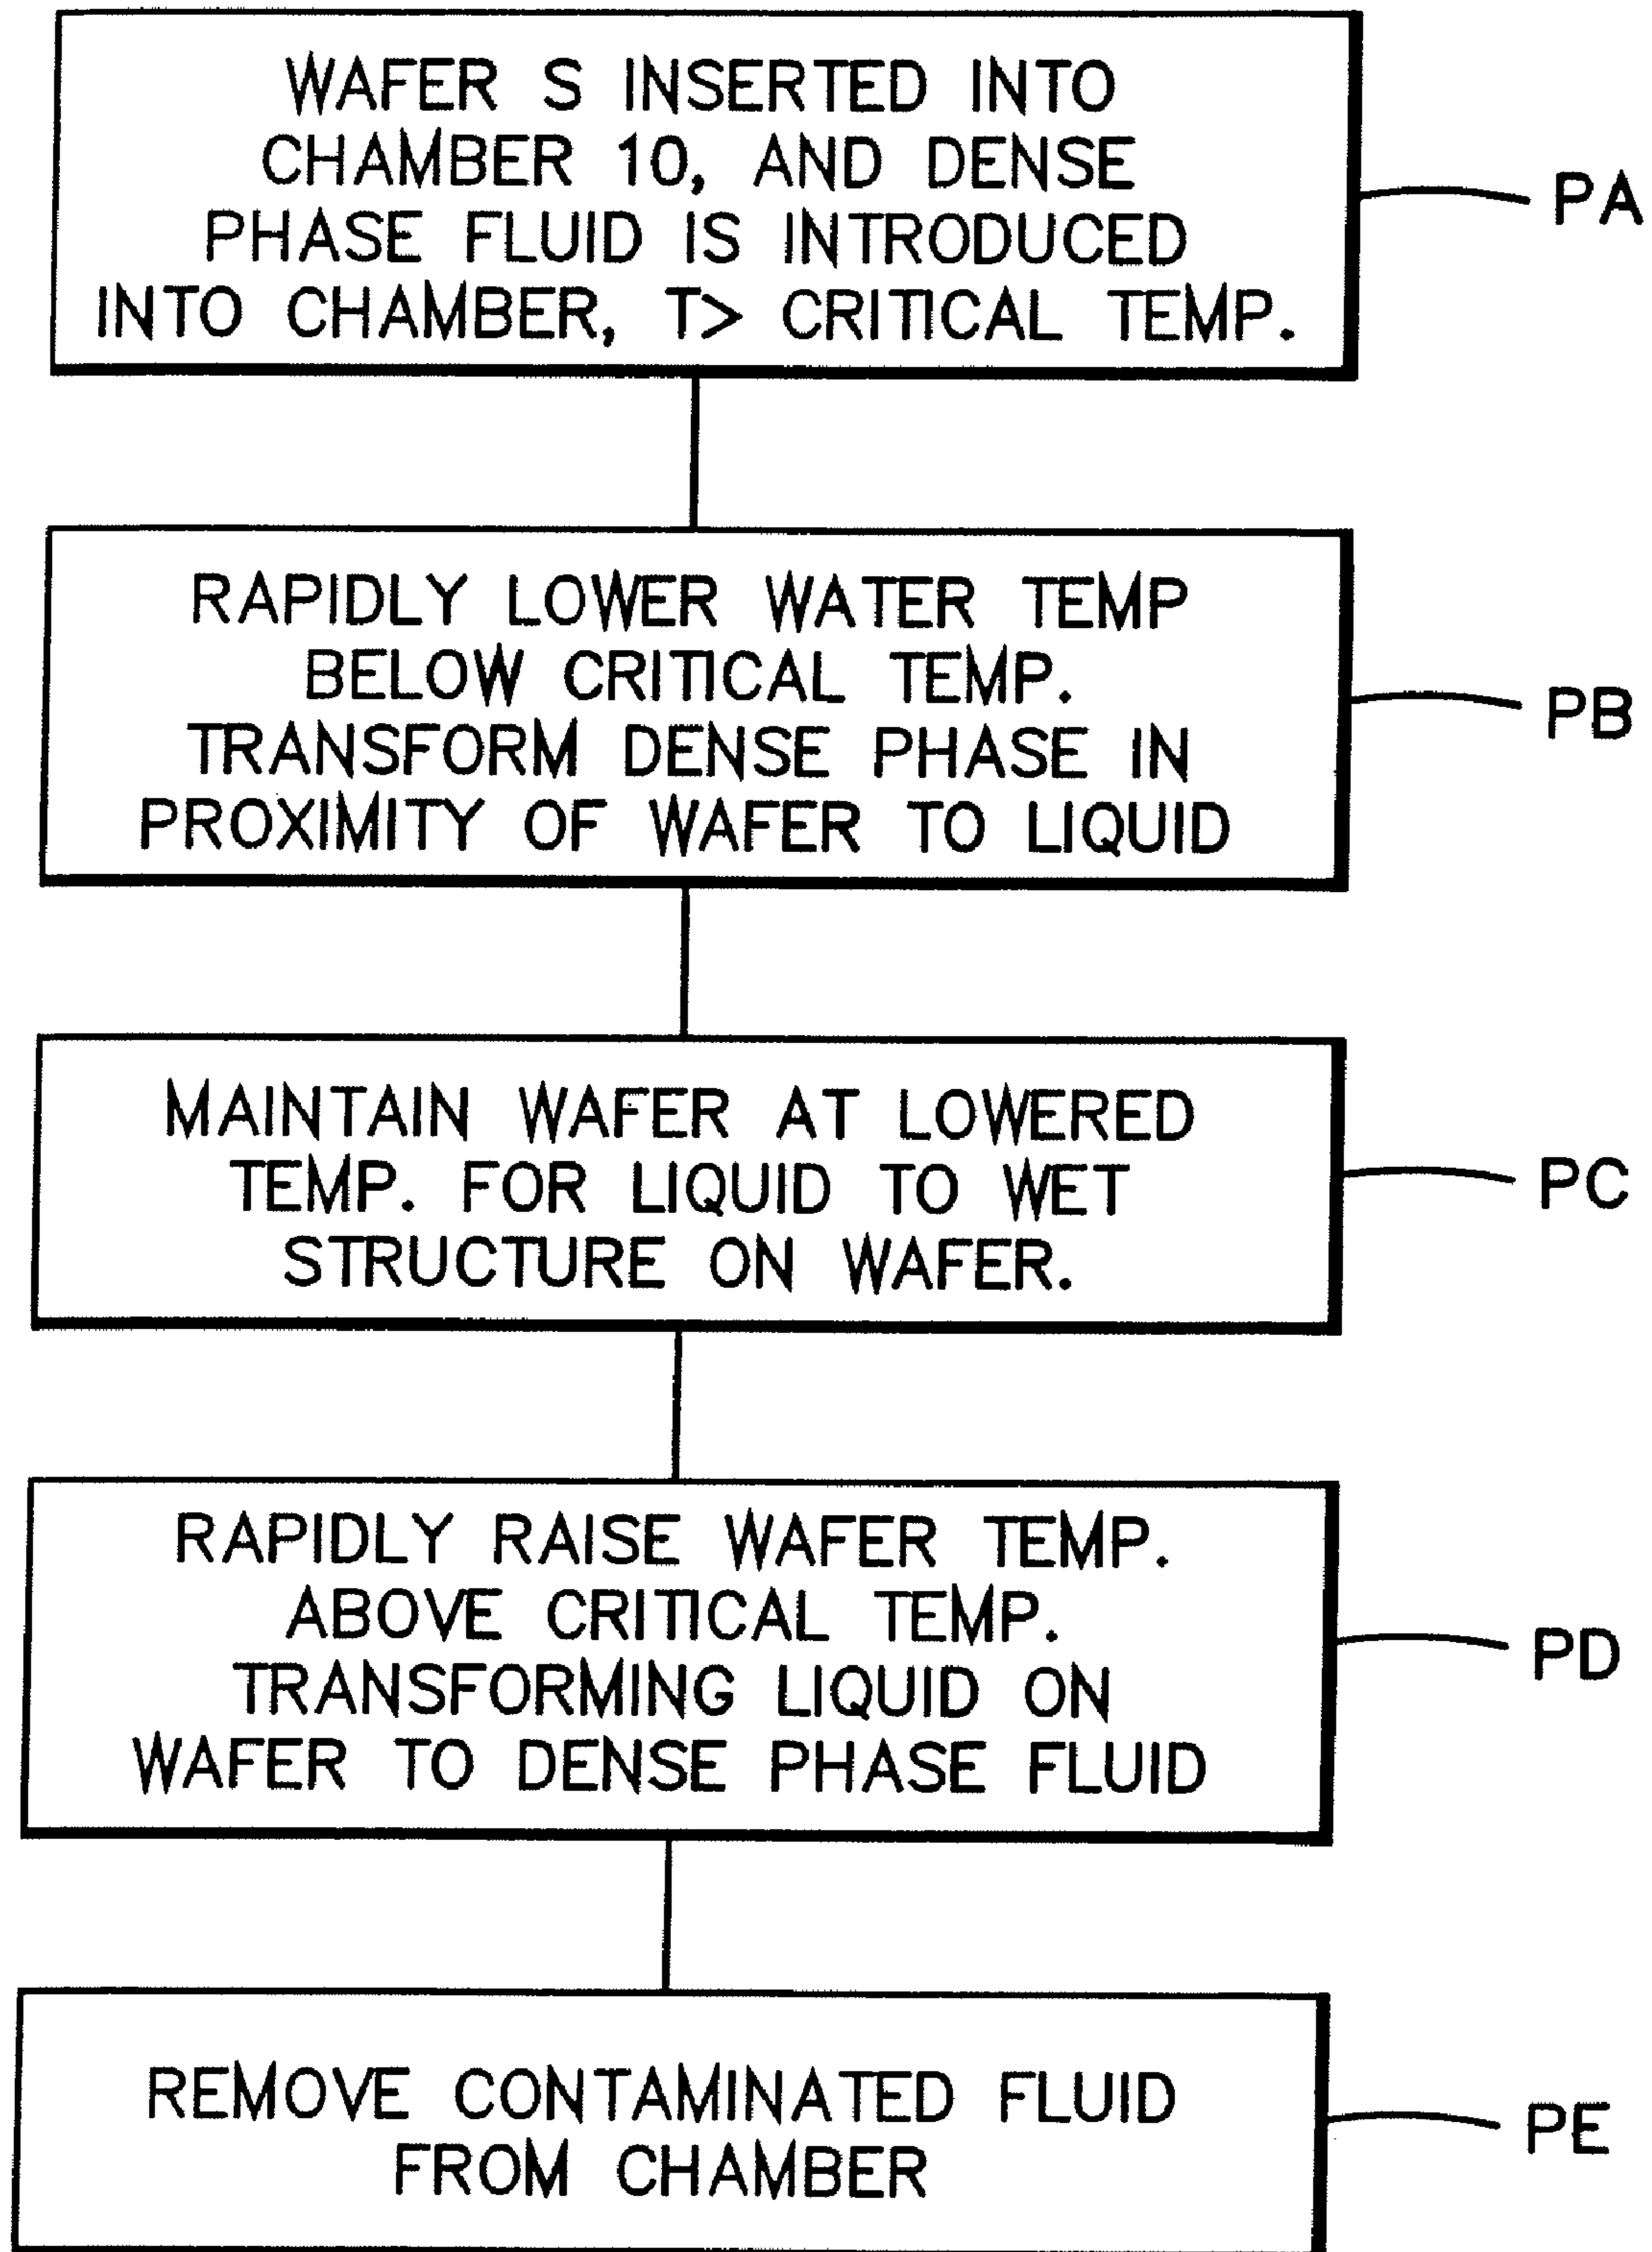 WAFER S INSERTED INTO
CHAMBER 10, AND DENSE
PHASE FLUID IS INTRODUCED
INTO CHAMBER, T> CRITICAL TEMP.
PA
RAPIDLY LOWER WATER TEMP
BELOW CRITICAL TEMP.
TRANSFORM DENSE PHASE IN
PROXIMITY OF WAFER TO LIQUID
PB
MAINTAIN WAFER AT LOWERED
TEMP. FOR LIQUID TO WET
STRUCTURE ON WAFER.
PC
RAPIDLY RAISE WAFER TEMP.
ABOVE CRITICAL TEMP.
TRANSFORMING LIQUID ON
WAFER TO DENSE PHASE FLUID
PD
REMOVE CONTAMINATED FLUID
FROM CHAMBER
PE